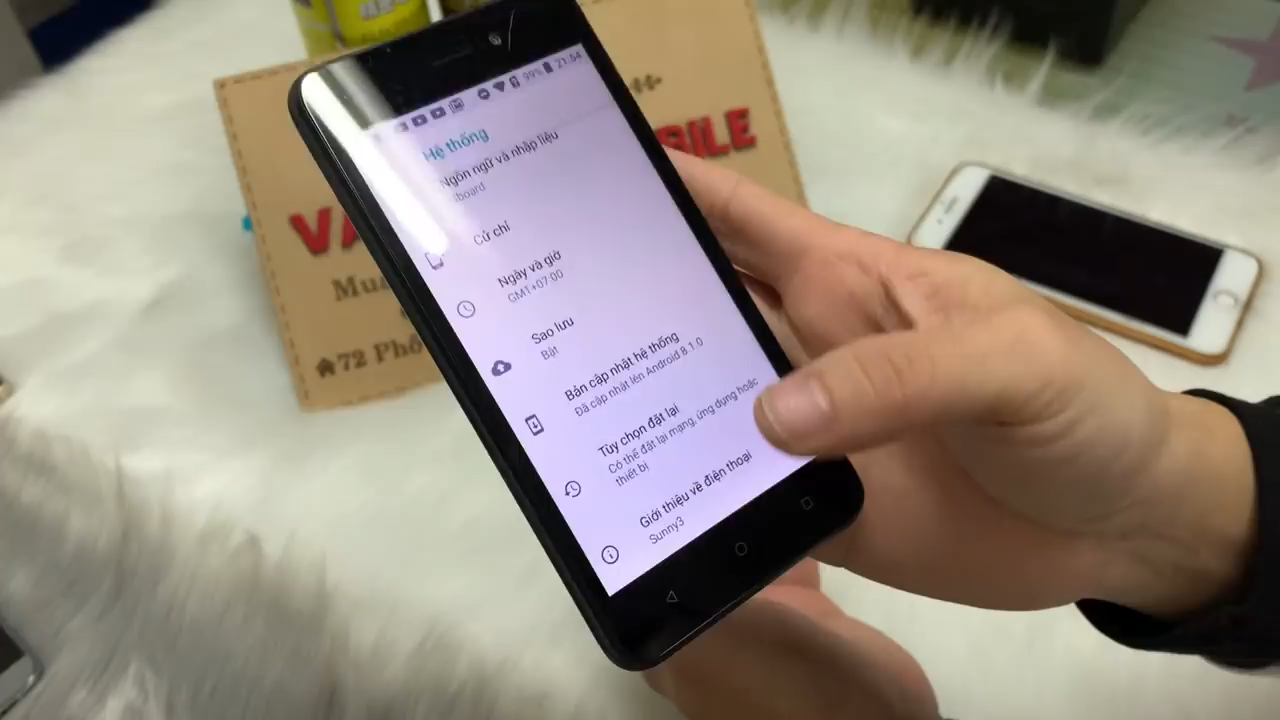 99% 21:04
Hệ thống
Ngôn ngữ và nhập liệu
board
Cử chỉ
Ngày và giờ
GMT+07:00
Sao lưu
Bật
Bản cập nhật hệ thống
Đã cập nhật lên Android 8.1.0
Tùy chọn đặt lại
Có thể đặt lại mạng, ứng dụng hoặc
thiết bị
Giới thiệu về điện thoại
Sunny3
VA
BILE
Mua
72 Phố